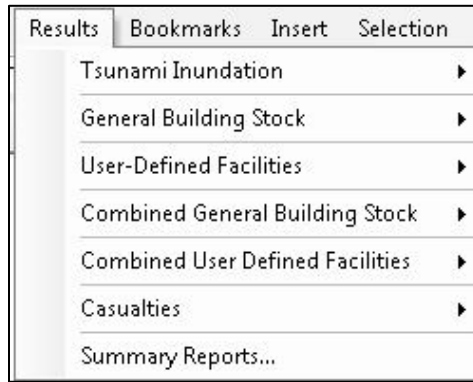 Results Bookmarks Insert Selection
Tsunami Inundation
General Building Stock
User-Defined Facilities
Combined General Building Stock
Combined User Defined Facilities
Casualties
Summary Reports...